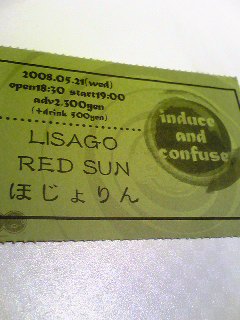 2008.05.21(wed)
open18:30 start19:00
adv2.300yen
(+drink 500yen)
LISAGO
RED SUN
ほじょりん
induce
and
confuse